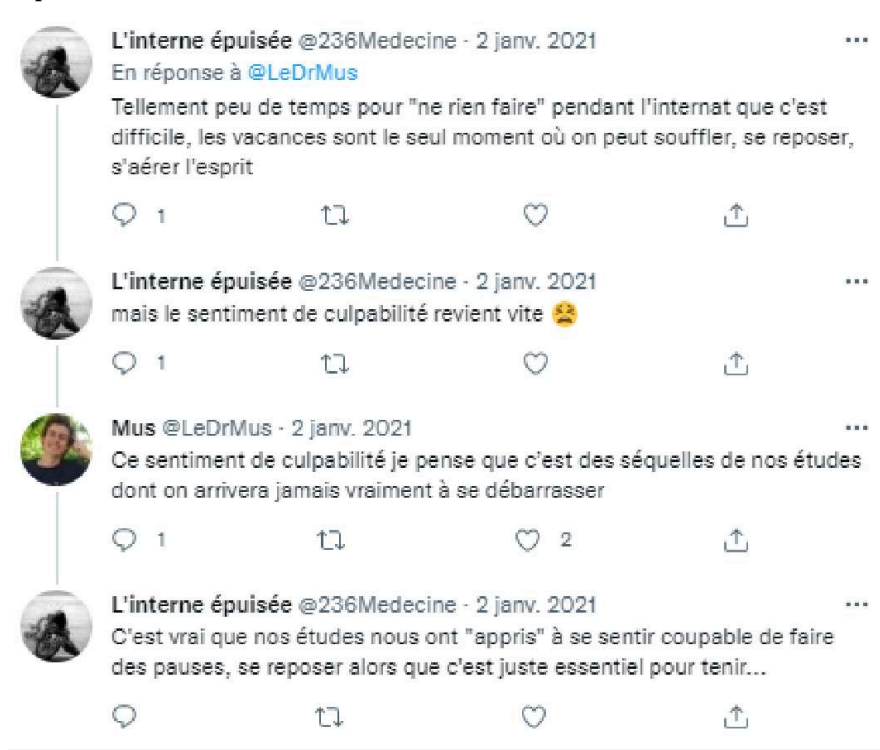 L'interne épuisée @236Medecine · 2 janv. 2021
En réponse à @LeDrMus
Tellement peu de temps pour "ne rien faire" pendant l'internat que c'est
difficile, les vacances sont le seul moment où on peut souffler, se reposer,
s'aérer l'esprit
1
L'interne épuisée @236Medecine · 2 janv. 2021
mais le sentiment de culpabilité revient vite 😫
1
Mus @LeDrMus · 2 janv. 2021
Ce sentiment de culpabilité je pense que c'est des séquelles de nos études
dont on arrivera jamais vraiment à se débarrasser
1 2
L'interne épuisée @236Medecine · 2 janv. 2021
C'est vrai que nos études nous ont "appris" à se sentir coupable de faire
des pauses, se reposer alors que c'est juste essentiel pour tenir...